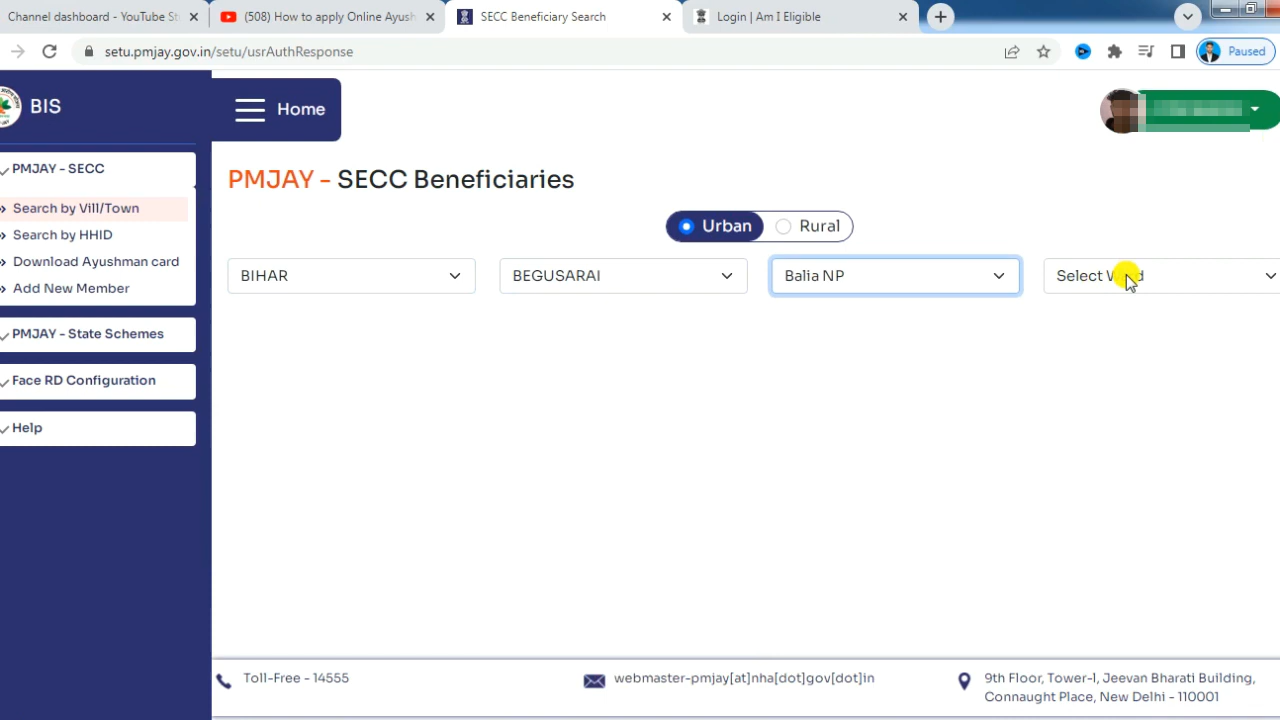 Channel dashboard - YouTube St
(508) How to apply Online Ayush
SECC Beneficiary Search
Login | Am I Eligible
setu.pmjay.gov.in/setu/usrAuthResponse
Paused
BIS
Home
PMJAY - SECC
» Search by Vill/Town
» Search by HHID
» Download Ayushman card
» Add New Member
PMJAY - State Schemes
Face RD Configuration
Help
PMJAY - SECC Beneficiaries
Urban
Rural
BIHAR
BEGUSARAI
Balia NP
Select
Toll-Free - 14555
webmaster-pmjay[at]nha[dot]gov[dot]in
9th Floor, Tower-l, Jeevan Bharati Building,
Connaught Place, New Delhi - 110001